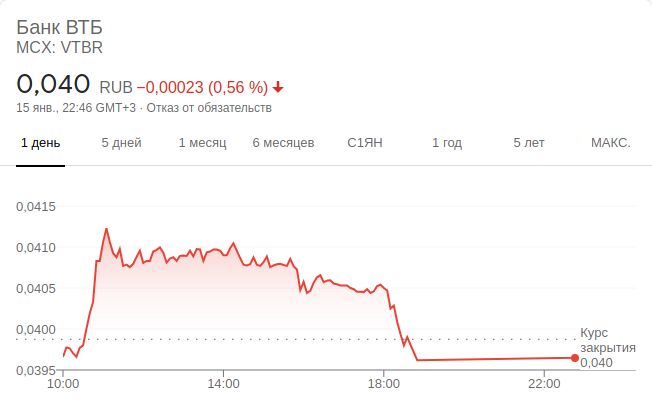 Банк ВТБ
MCX: VTBR
0,040 RUB −0,00023 (0,56 %)
15 янв., 22:46 GMT+3 · Отказ от обязательств
1 день 5 дней 1 месяц 6 месяцев С1ЯН 1 год 5 лет МАКС.
0,0415
0,0410
0,0405
0,0400
Курс
закрытия
0,040
0,0395
10:00 14:00 18:00 22:00